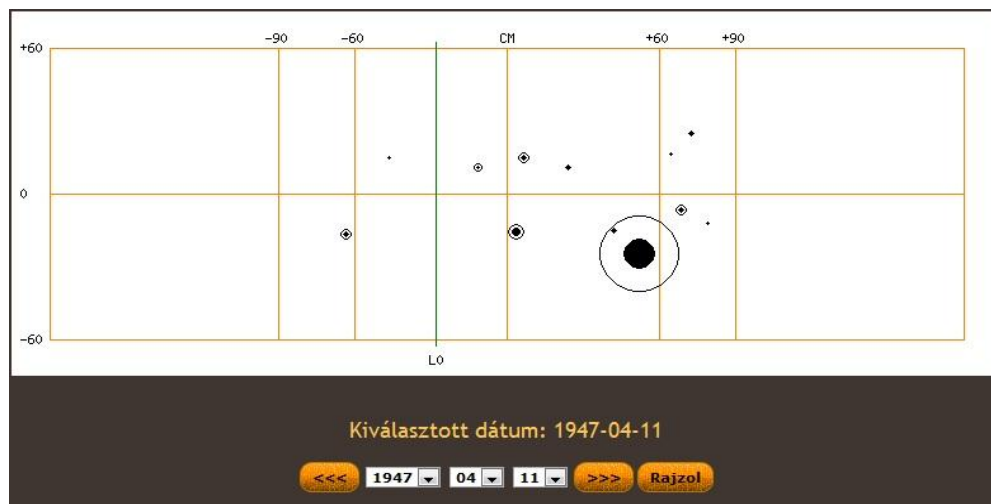 -90 -60 CM +60 +90
+60
0
-60
L0
Kiválasztott dátum: 1947-04-11
<<< 1947 04 11 >>> Rajzol